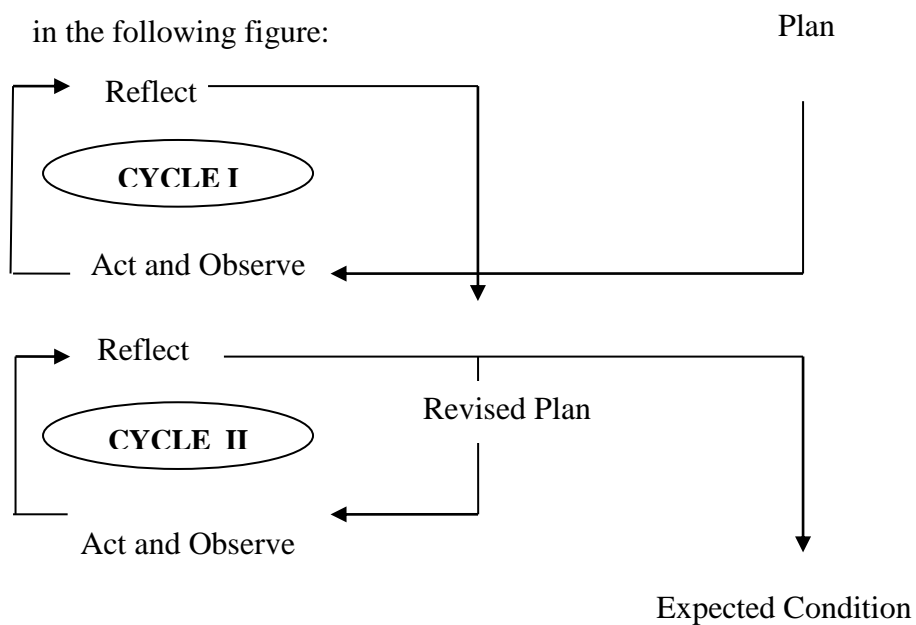 in the following figure:
Plan
Reflect
CYCLE I
Act and Observe
Reflect
Revised Plan
CYCLE II
Act and Observe
Expected Condition